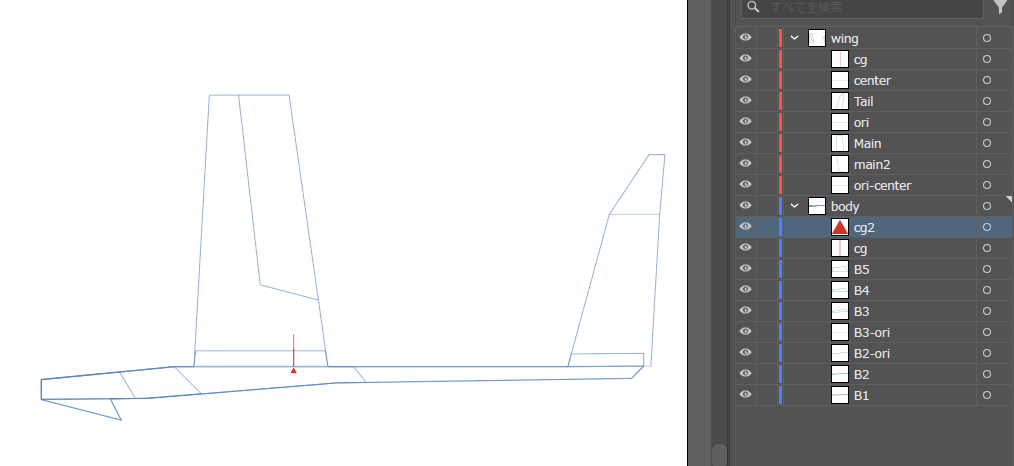 すべてを検索
wing
cg
center
Tail
ori
Main
main2
ori-center
body
cg2
cg
B5
B4
B3
B3-ori
B2-ori
B2
B1